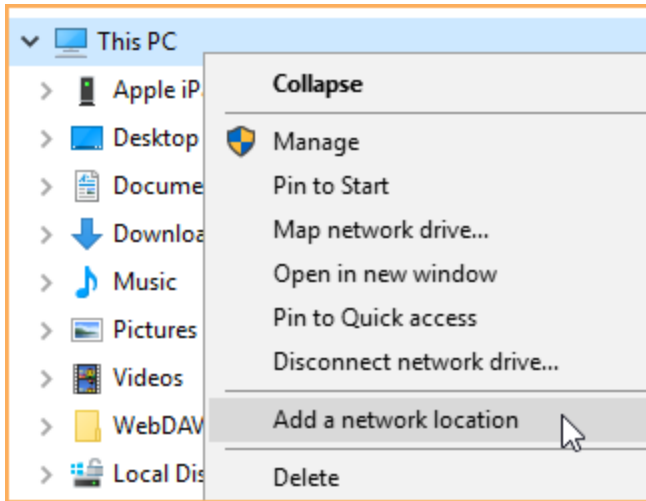 This PC
Collapse
Apple iP
Desktop
Manage
Docume
Pin to Start
Downloa
Map network drive...
Music
Open in new window
Pictures
Pin to Quick access
Videos
Disconnect network drive...
WebDAV
Add a network location
Local Dis
Delete